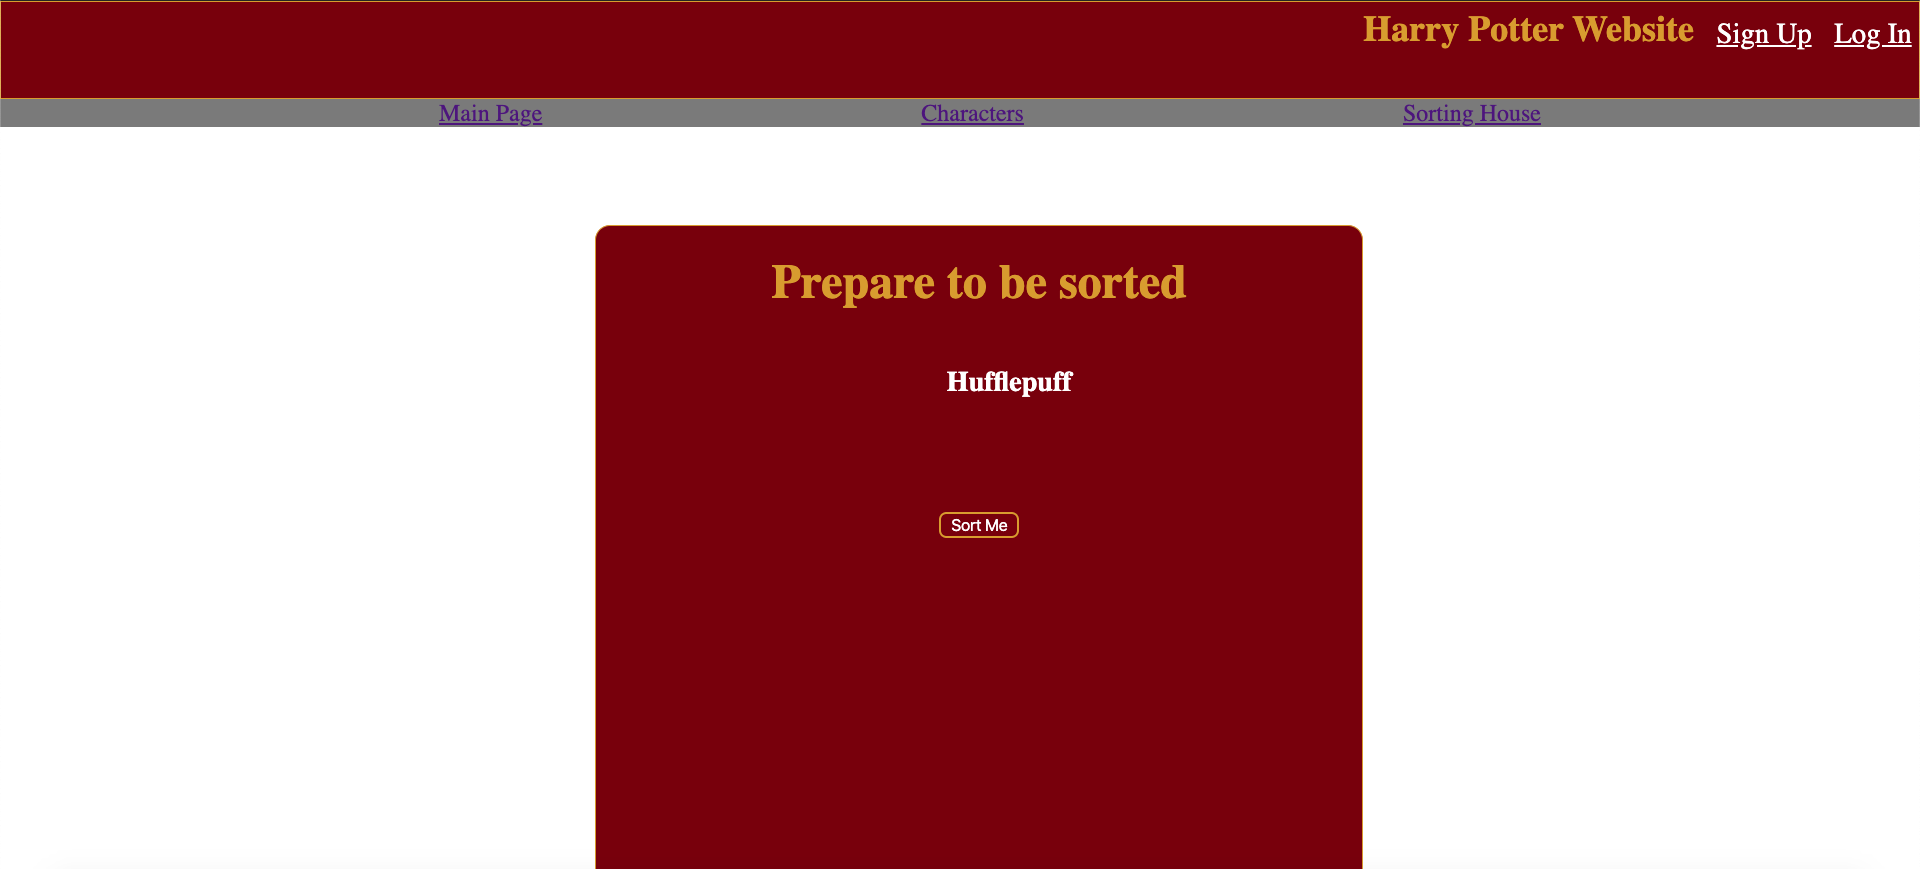 Harry Potter Website Sign Up Log In
Main Page Characters Sorting House
Prepare to be sorted
Hufflepuff
Sort Me